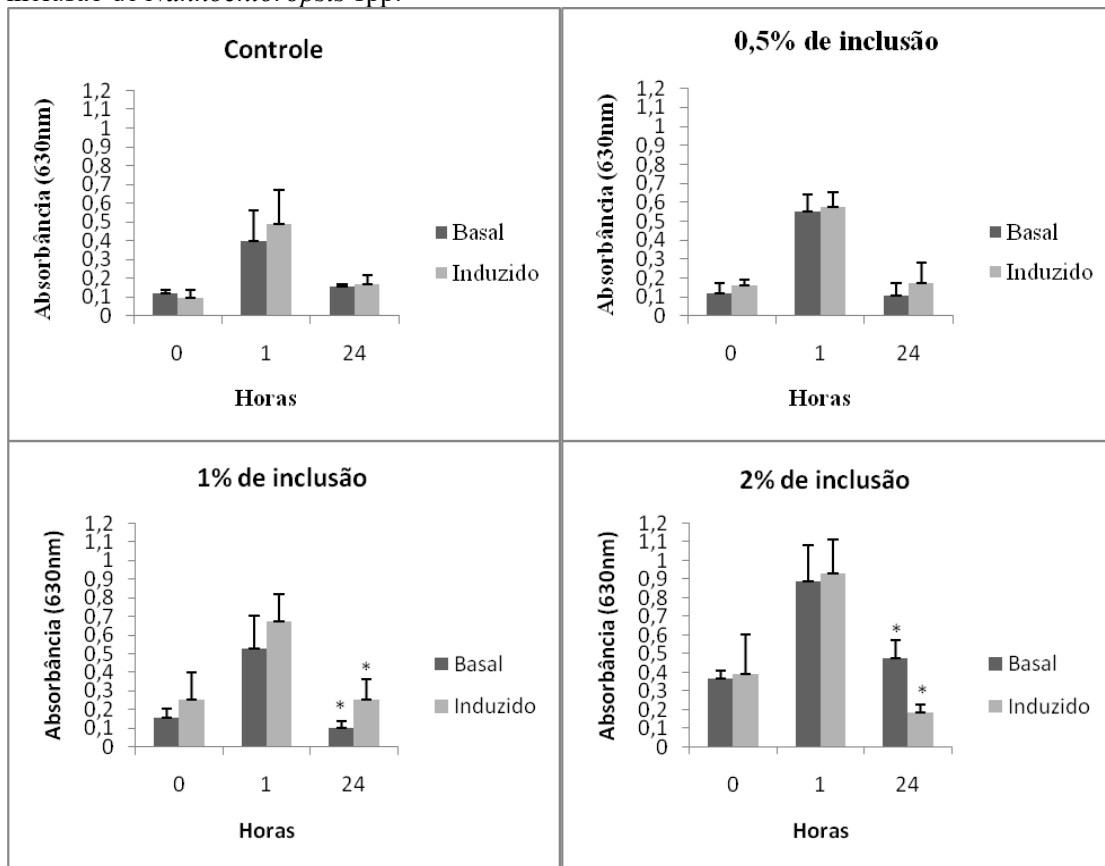 inclusão de Nannochloropsis spp.
Controle
1,2
1,1
1
0,9
0,8
0,7
0,6
0,5
0,4
0,3
0,2
0,1
0
Absorbância (630nm)
0 1 24
Horas
Basal
Induzido
0,5% de inclusão
1,2
1,1
1
0,9
0,8
0,7
0,6
0,5
0,4
0,3
0,2
0,1
0
Absorbância (630nm)
0 1 24
Horas
Basal
Induzido
1% de inclusão
1,2
1,1
1
0,9
0,8
0,7
0,6
0,5
0,4
0,3
0,2
0,1
0
Absorbância (630nm)
* *
0 1 24
Horas
Basal
Induzido
2% de inclusão
1,2
1,1
1
0,9
0,8
0,7
0,6
0,5
0,4
0,3
0,2
0,1
0
Absorbância (630nm)
* *
0 1 24
Horas
Basal
Induzido